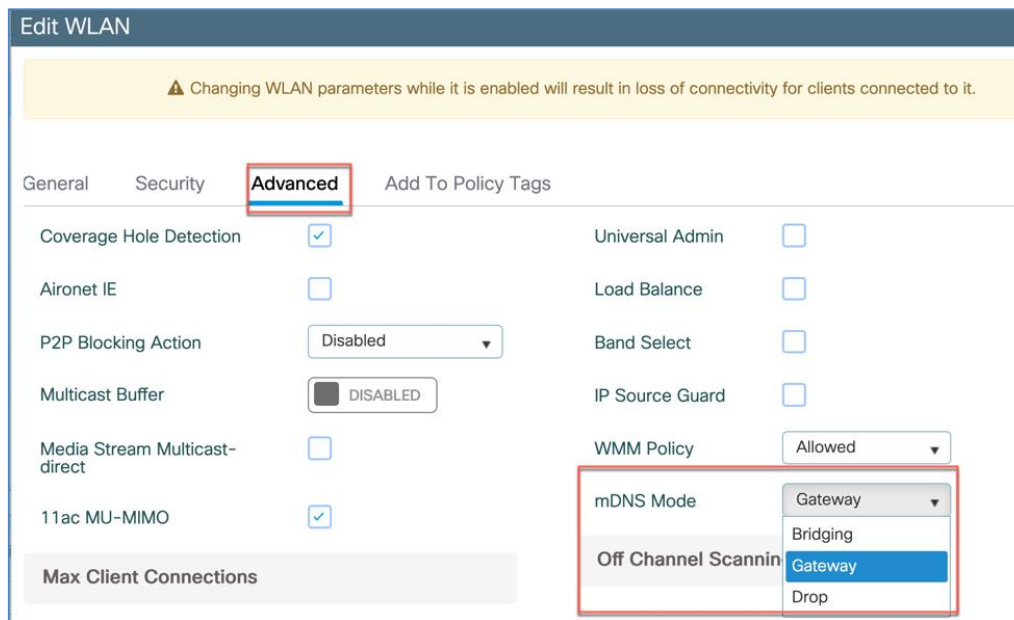 Edit WLAN
Changing WLAN parameters while it is enabled will result in loss of connectivity for clients connected to it.
General
Security
Advanced
Add To Policy Tags
Coverage Hole Detection
Aironet IE
P2P Blocking Action
Disabled
Multicast Buffer
DISABLED
Media Stream Multicast-
direct
11ac MU-MIMO
Max Client Connections
Universal Admin
Load Balance
Band Select
IP Source Guard
WMM Policy
Allowed
mDNS Mode
Gateway
Bridging
Gateway
Drop
Off Channel Scannin